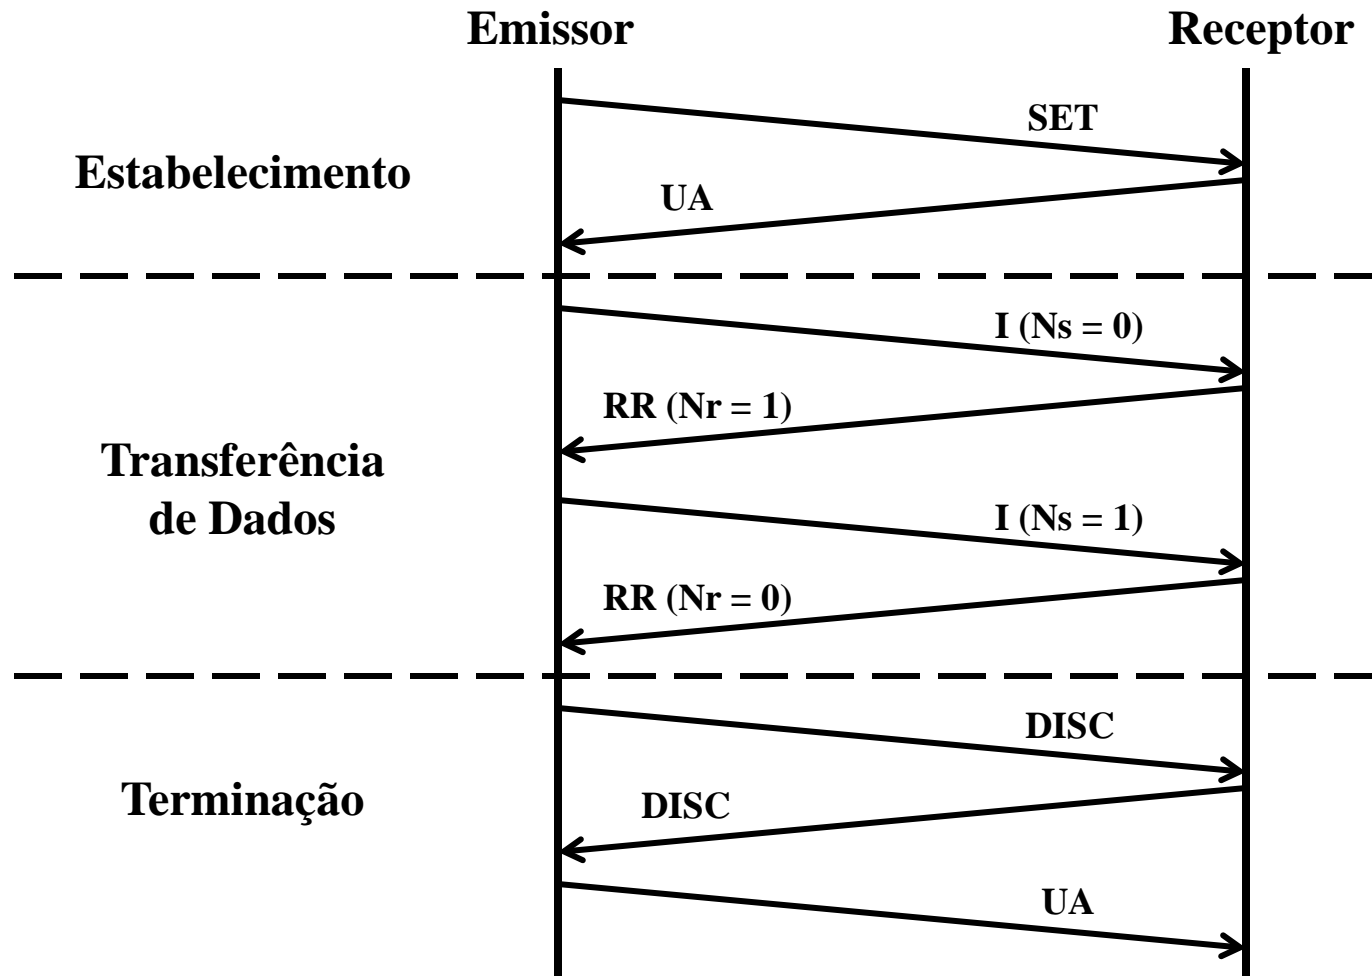 Emissor
Receptor
SET
Estabelecimento
UA
I (Ns = 0)
RR (Nr = 1)
Transferência
de Dados
I (Ns = 1)
RR (Nr = 0)
DISC
Terminação
DISC
UA